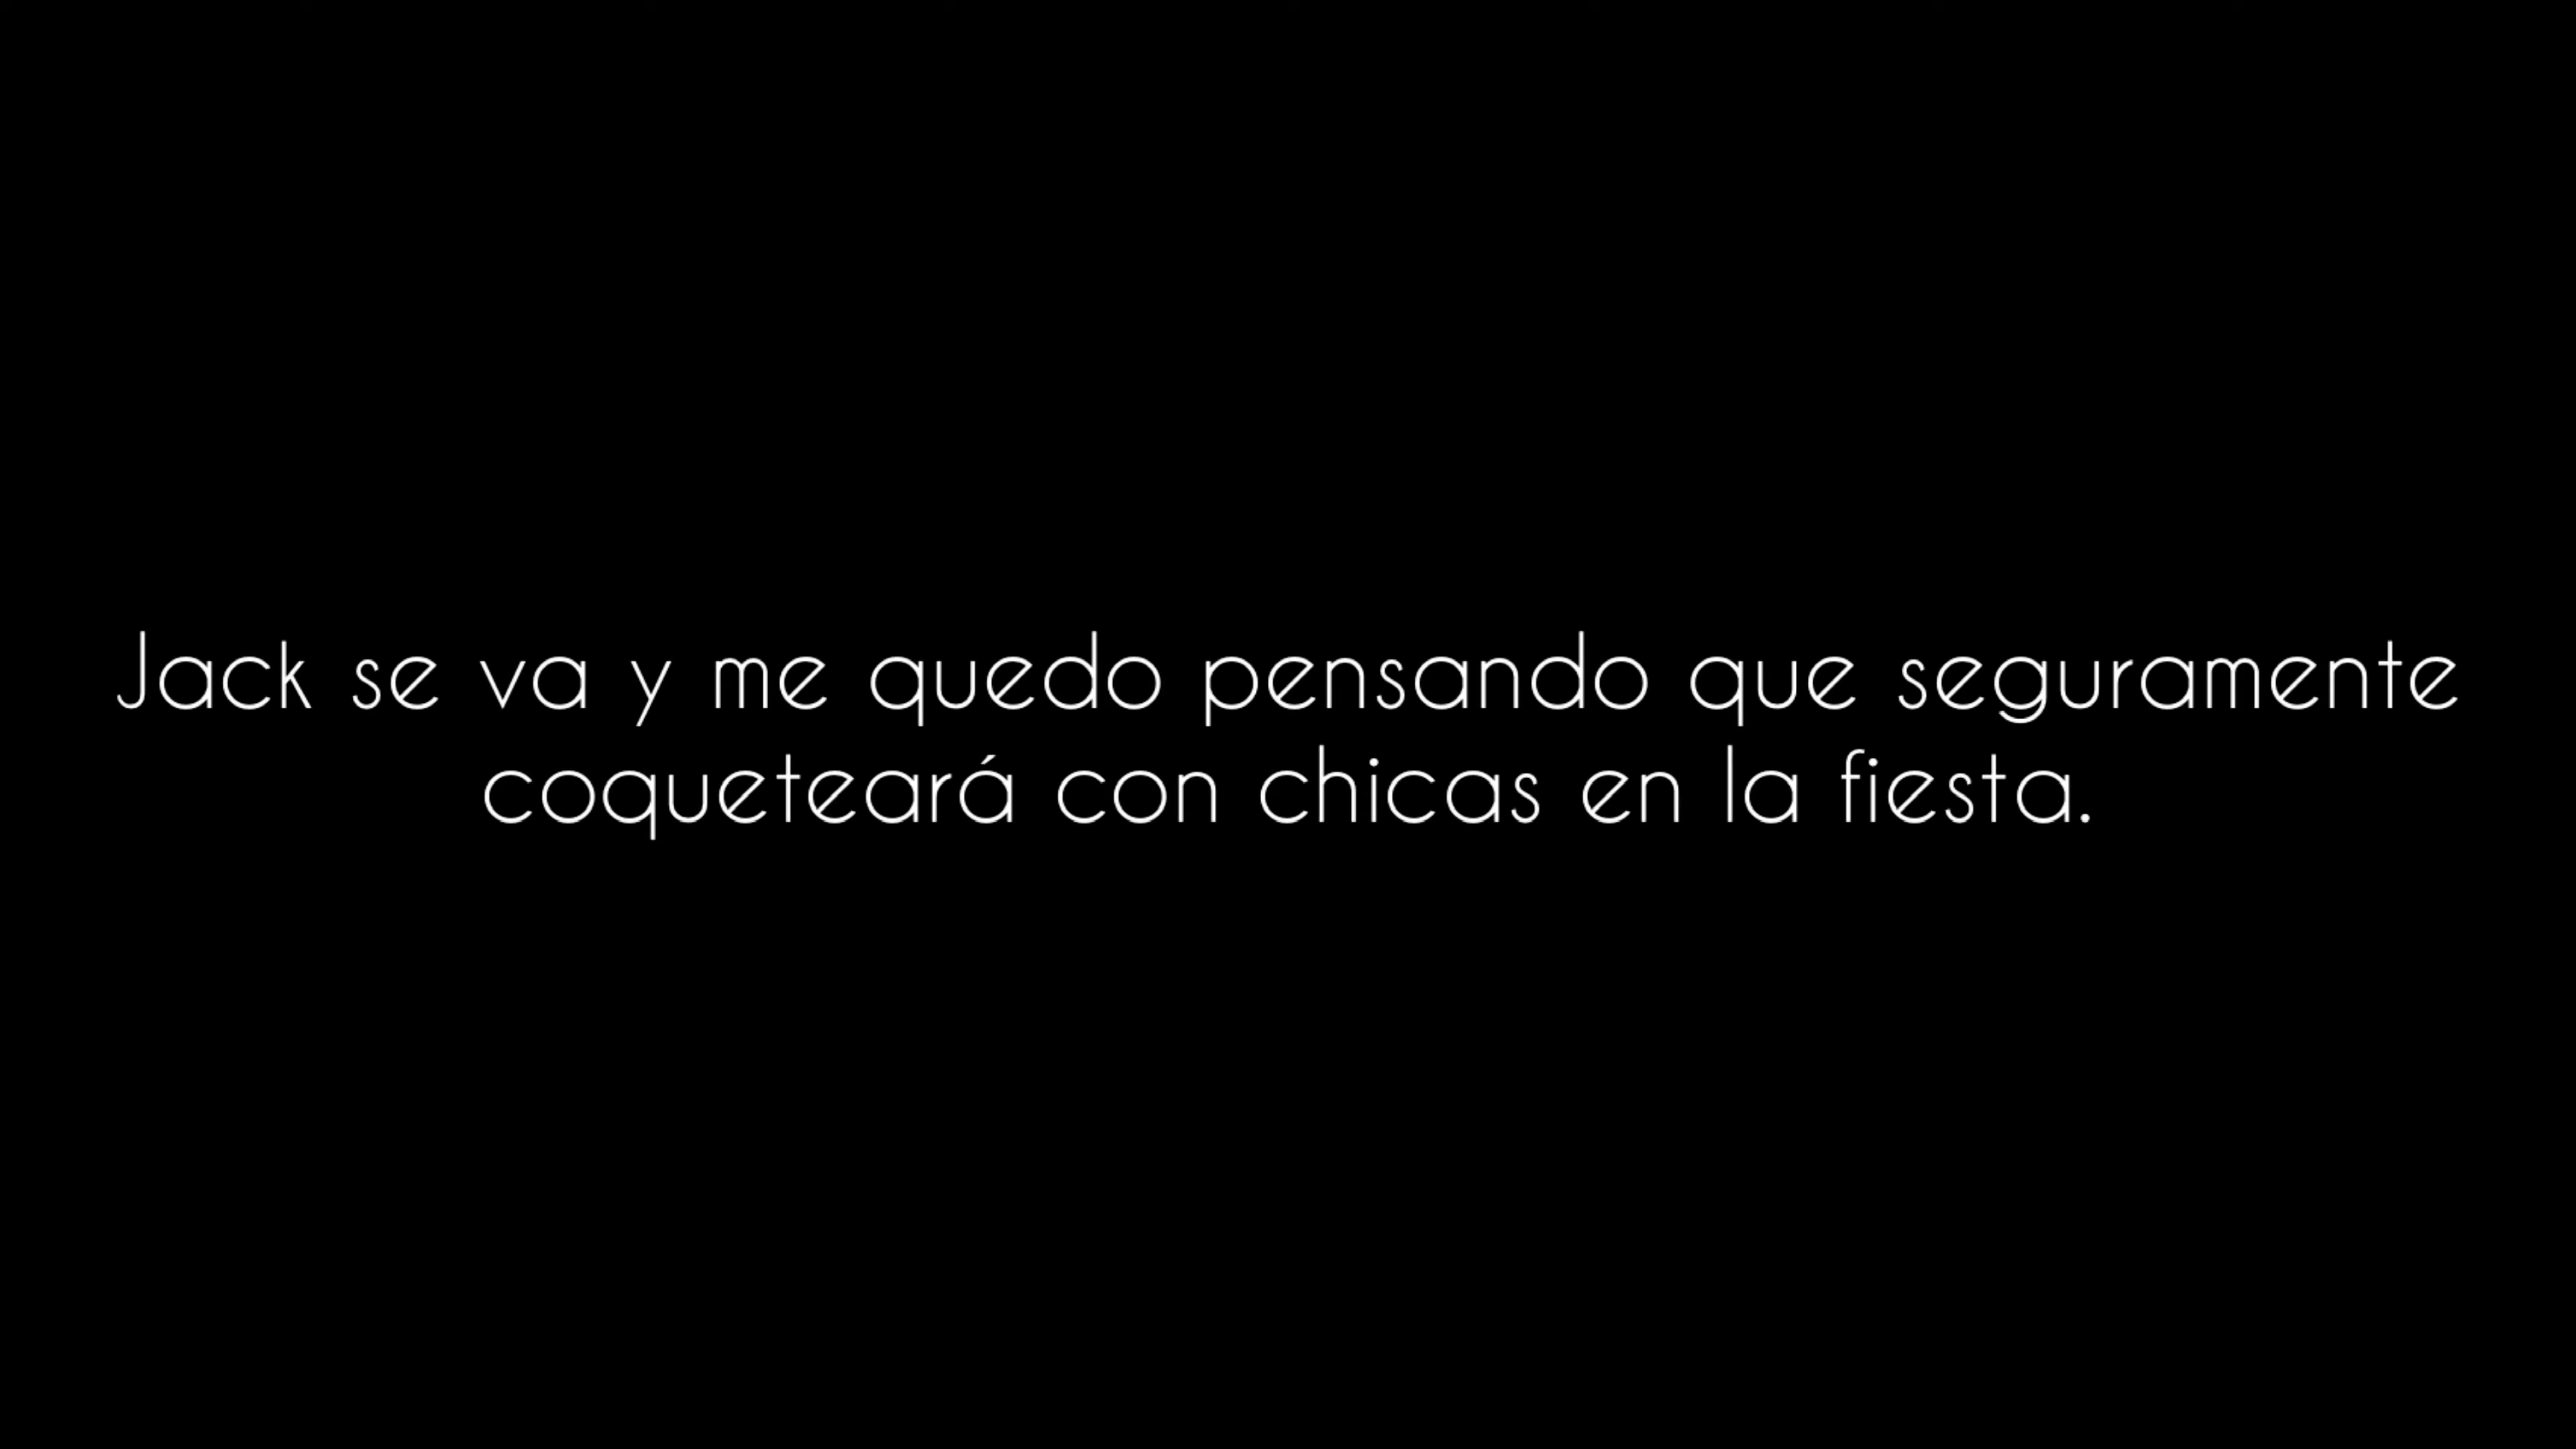 Jack se va y me quedo pensando que seguramente
coqueteará con chicas en la fiesta.